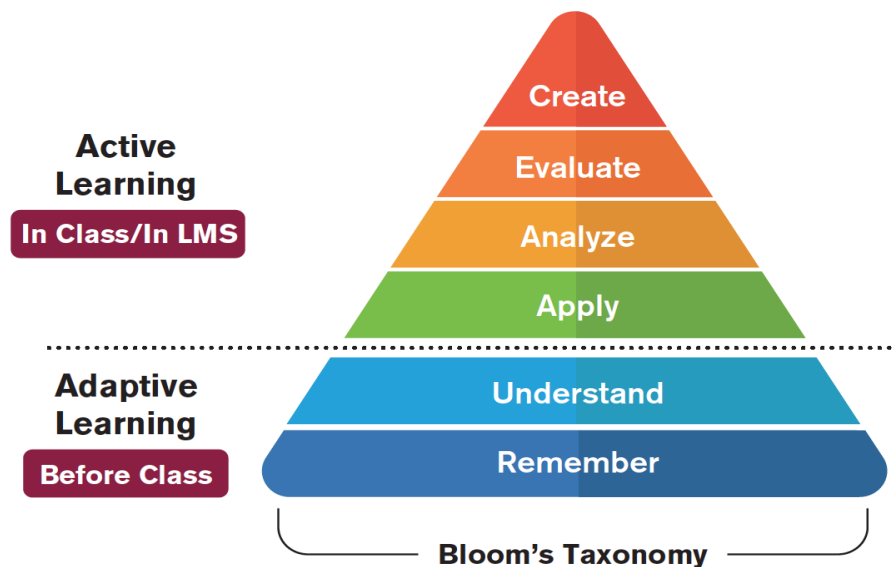 Create
Evaluate
Analyze
Apply
Active
Learning
In Class/In LMS
Understand
Remember
Adaptive
Learning
Before Class
Bloom's Taxonomy